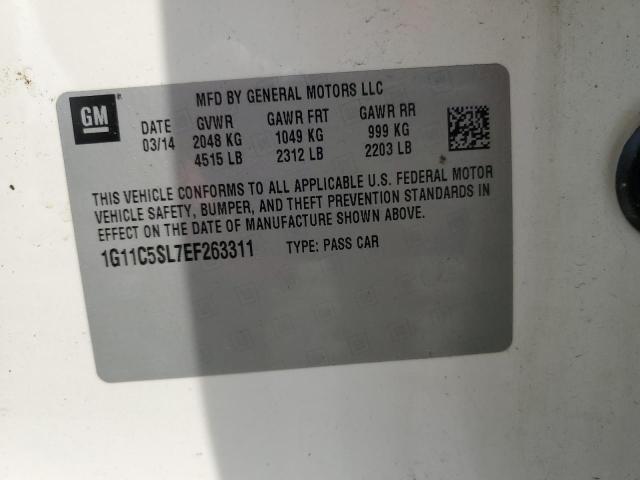 GM
MFD BY GENERAL MOTORS LLC
DATE GVWR GAWR FRT GAWR RR
03/14 2048 KG 1049 KG 999 KG
4515 LB 2312 LB 2203 LB
THIS VEHICLE CONFORMS TO ALL APPLICABLE U.S. FEDERAL MOTOR
VEHICLE SAFETY, BUMPER, AND THEFT PREVENTION STANDARDS IN
EFFECT ON THE DATE OF MANUFACTURE SHOWN ABOVE.
1G11C5SL7EF263311 TYPE: PASS CAR